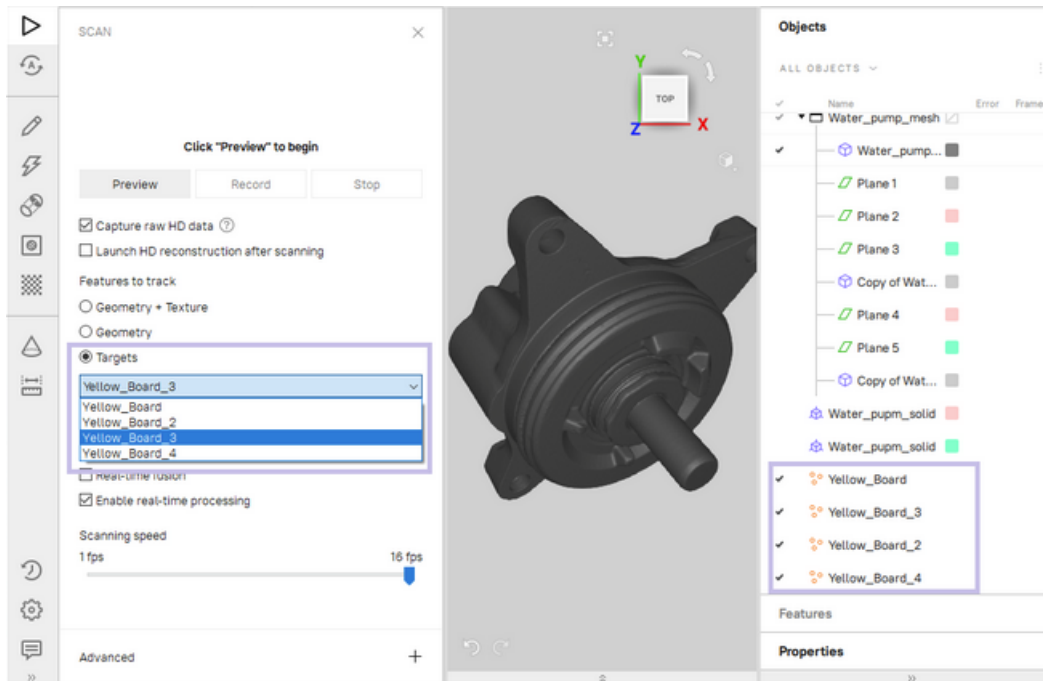 SCAN
Click "Preview" to begin
Preview Record Stop
Capture raw HD data ?
Launch HD reconstruction after scanning
Features to track
Geometry + Texture
Geometry
Targets
Yellow_Board_3
Yellow_Board
Yellow_Board_2
Yellow_Board_3
Yellow_Board_4
Real-time fusion
Enable real-time processing
Scanning speed
1 fps 16 fps
Advanced
Y
TOP
Z X
Objects
ALL OBJECTS
Name Error Frame
Water_pump_mesh
Water_pump...
Plane 1
Plane 2
Plane 3
Copy of Wat...
Plane 4
Plane 5
Copy of Wat...
Water_pupm_solid
Water_pupm_solid
Yellow_Board
Yellow_Board_3
Yellow_Board_2
Yellow_Board_4
Features
Properties